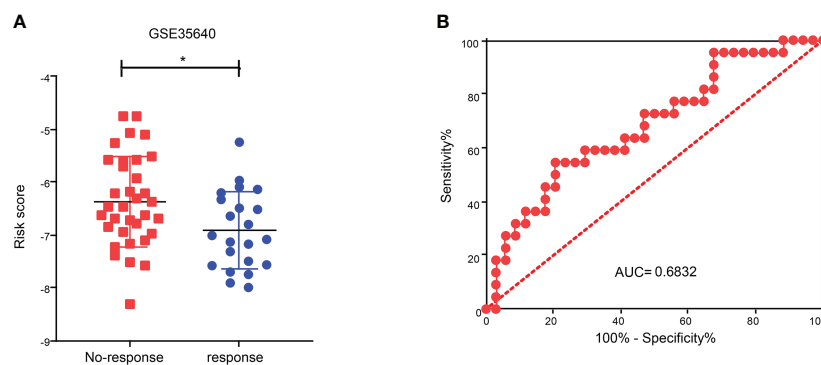 A
GSE35640
*
-4
-5
-6
-7
-8
-9
Risk score
No-response
response
B
100
80
60
40
20
0
Sensitivity%
AUC= 0.6832
0
20
40
60
80
100% - Specificity%